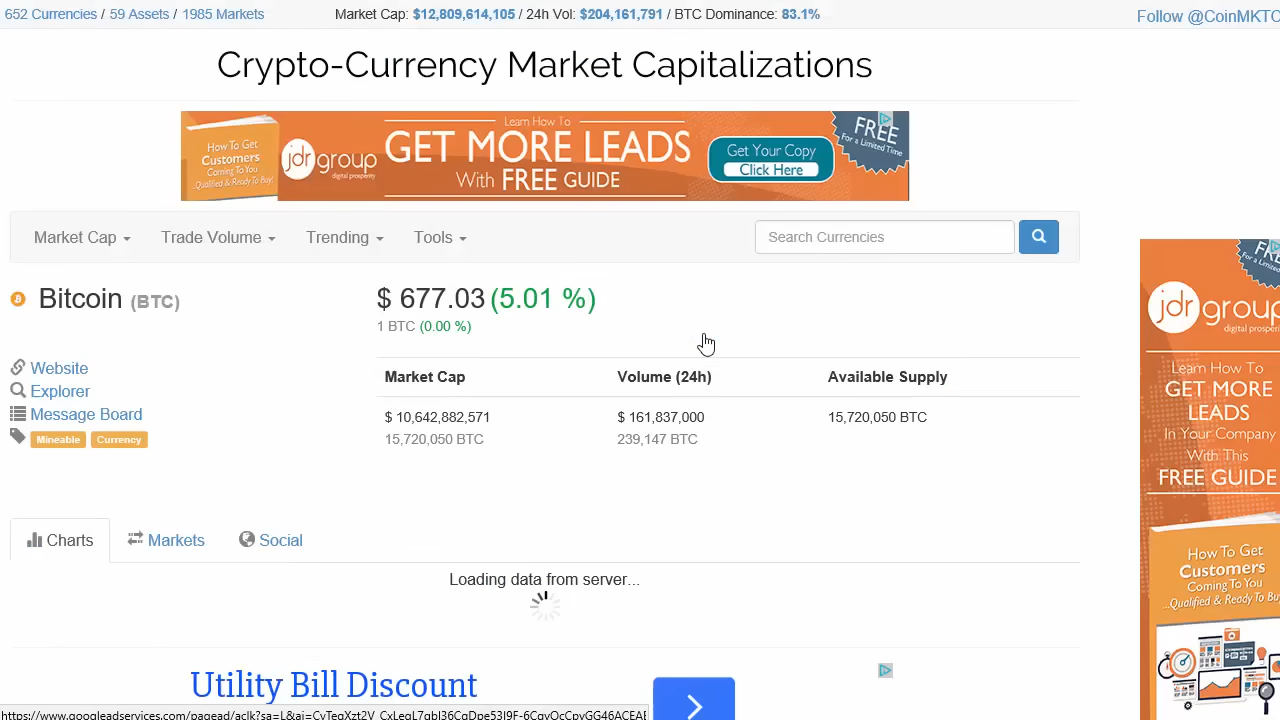 652 Currencies / 59 Assets / 1985 Markets
Market Cap: $12,809,614,105 / 24h Vol: $204,161,791 / BTC Dominance: 83.1%
Follow @CoinMKTC
Crypto-Currency Market Capitalizations
How To Get
Customers
Coming To You
...Qualified & Ready To Buy!
jdr group
digital prosperity
Learn How To
GET MORE LEADS
With FREE GUIDE
Get Your Copy
Click Here
FREE
For a Limited Time
Market Cap
Trade Volume
Trending
Tools
Search Currencies
Bitcoin (BTC)
$ 677.03 (5.01 %)
1 BTC (0.00 %)
Website
Explorer
Message Board
Mineable
Currency
Market Cap
Volume (24h)
Available Supply
$ 10,642,882,571
$ 161,837,000
15,720,050 BTC
15,720,050 BTC
239,147 BTC
Charts
Markets
Social
Loading data from server...
Utility Bill Discount
FRE
For a Limited
jdr group
digital prosperi
Learn How To
GET MORE
LEADS
In Your Company
With This
FREE GUIDE
How To Get
Customers
Coming To You
...Qualified & Ready To Bu